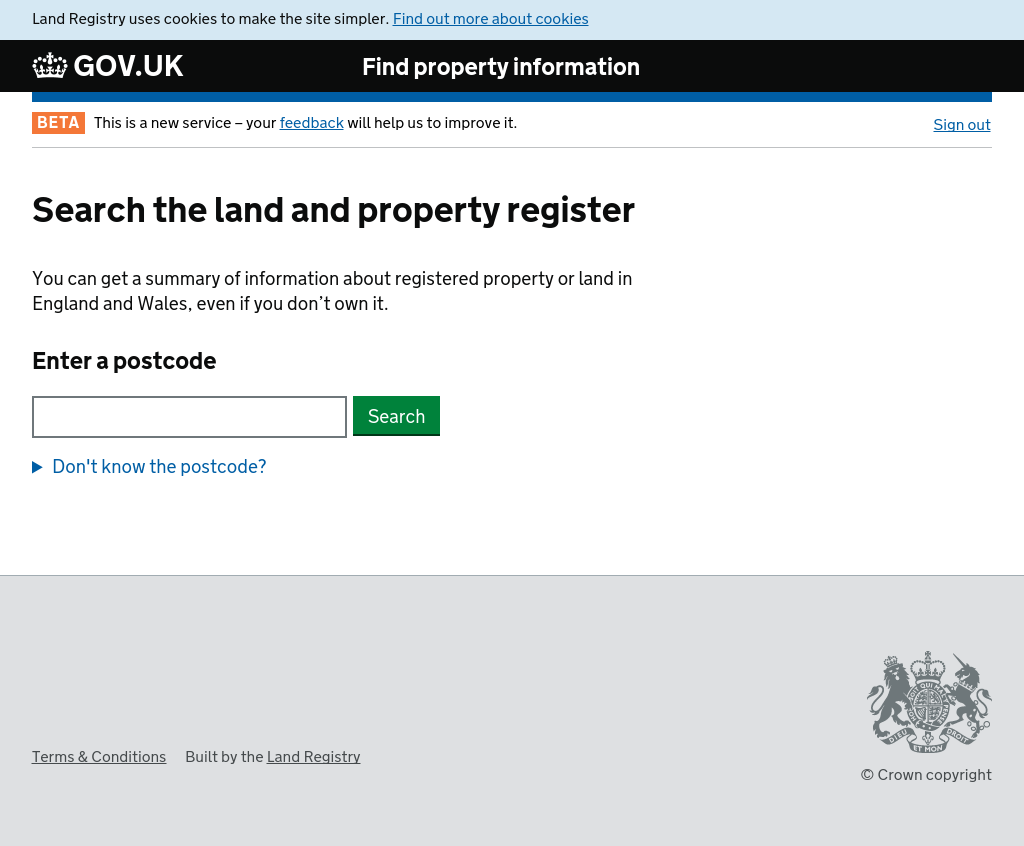 Land Registry uses cookies to make the site simpler. Find out more about cookies
GOV.UK
Find property information
BETA This is a new service – your feedback will help us to improve it.
Sign out
Search the land and property register
You can get a summary of information about registered property or land in
England and Wales, even if you don’t own it.
Enter a postcode
Search
Don't know the postcode?
Terms & Conditions
Built by the Land Registry
DIEU ET MON DROIT
© Crown copyright